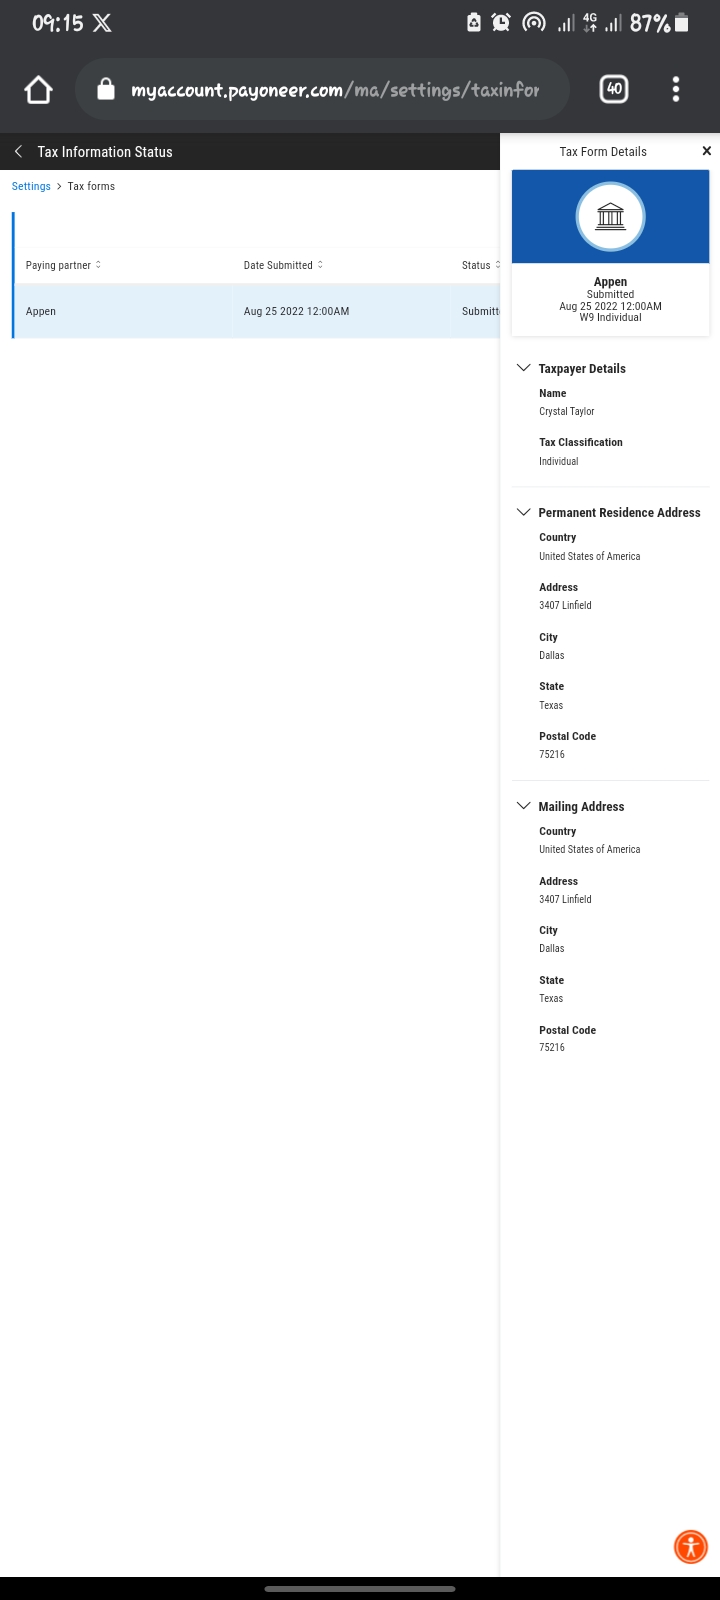 09:15 X 4G 87%
myaccount.payoneer.com/ma/settings/taxinfor 40
Tax Information Status
Settings > Tax forms
Paying partner Date Submitted Status
Appen Aug 25 2022 12:00AM Submitt
Tax Form Details ×
Appen
Submitted
Aug 25 2022 12:00AM
W9 Individual
Taxpayer Details
Name
Crystal Taylor
Tax Classification
Individual
Permanent Residence Address
Country
United States of America
Address
3407 Linfield
City
Dallas
State
Texas
Postal Code
75216
Mailing Address
Country
United States of America
Address
3407 Linfield
City
Dallas
State
Texas
Postal Code
75216